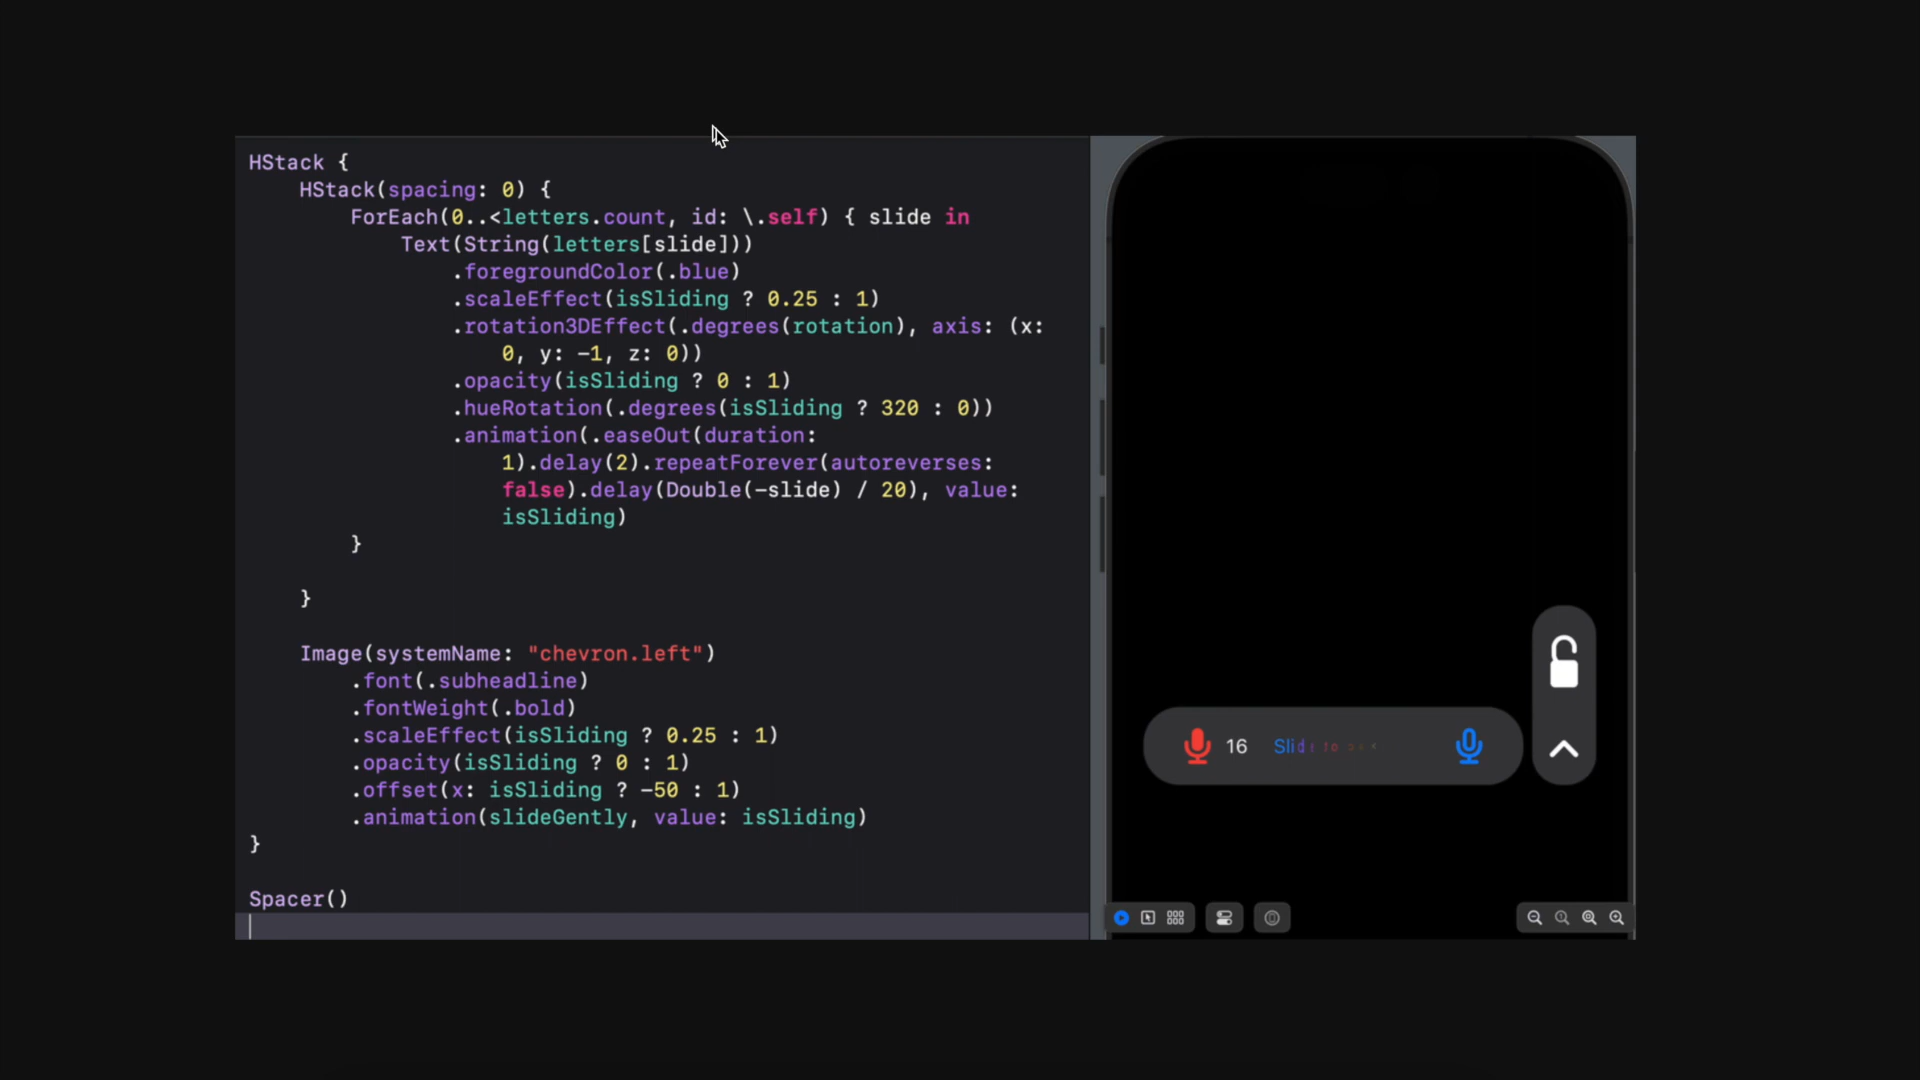 HStack {
HStack(spacing: 0) {
ForEach(0..<letters.count, id: \.self) { slide in
Text(String(letters[slide]))
.foregroundColor(.blue)
.scaleEffect(isSliding ? 0.25 : 1)
.rotation3DEffect(.degrees(rotation), axis: (x:
0, y: -1, z: 0))
.opacity(isSliding ? 0 : 1)
.hueRotation(.degrees(isSliding ? 320 : 0))
.animation(.easeOut(duration:
1).delay(2).repeatForever(autoreverses:
false).delay(Double(-slide) / 20), value:
isSliding)
}
}
Image(systemName: "chevron.left")
.font(.subheadline)
.fontWeight(.bold)
.scaleEffect(isSliding ? 0.25 : 1)
.opacity(isSliding ? 0 : 1)
.offset(x: isSliding ? -50 : 1)
.animation(slideGently, value: isSliding)
}
Spacer()
16 Slid to